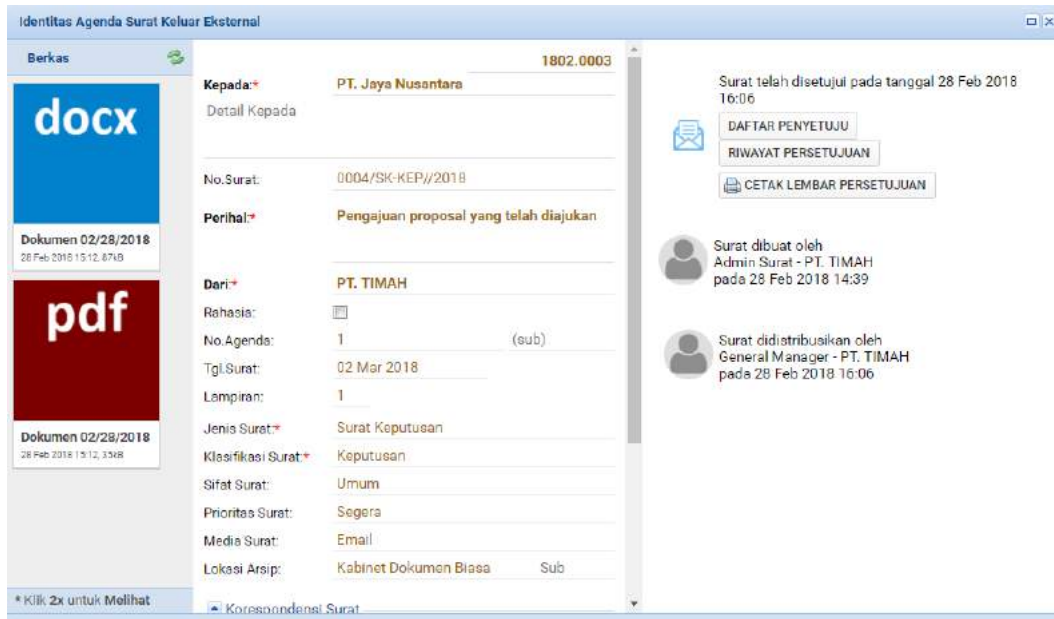 Identitas Agenda Surat Keluar Eksternal
Berkas
docx
Dokumen 02/28/2018
28 Feb 2018 15:12, 87kB
pdf
Dokumen 02/28/2018
28 Feb 2018 15:12, 35kB
* Klik 2x untuk Melihat
1802.0003
Kepada:* PT. Jaya Nusantara
Detail Kepada
No.Surat: 0004/SK-KEP//2018
Perihal:* Pengajuan proposal yang telah diajukan
Dari:* PT. TIMAH
Rahasia:
No.Agenda: 1 (sub)
Tgl.Surat: 02 Mar 2018
Lampiran: 1
Jenis Surat:* Surat Keputusan
Klasifikasi Surat:* Keputusan
Sifat Surat: Umum
Prioritas Surat: Segera
Media Surat: Email
Lokasi Arsip: Kabinet Dokumen Biasa Sub
Korespondensi Surat
Surat telah disetujui pada tanggal 28 Feb 2018
16:06
DAFTAR PENYETUJU
RIWAYAT PERSETUJUAN
CETAK LEMBAR PERSETUJUAN
Surat dibuat oleh
Admin Surat - PT. TIMAH
pada 28 Feb 2018 14:39
Surat didistribusikan oleh
General Manager - PT. TIMAH
pada 28 Feb 2018 16:06